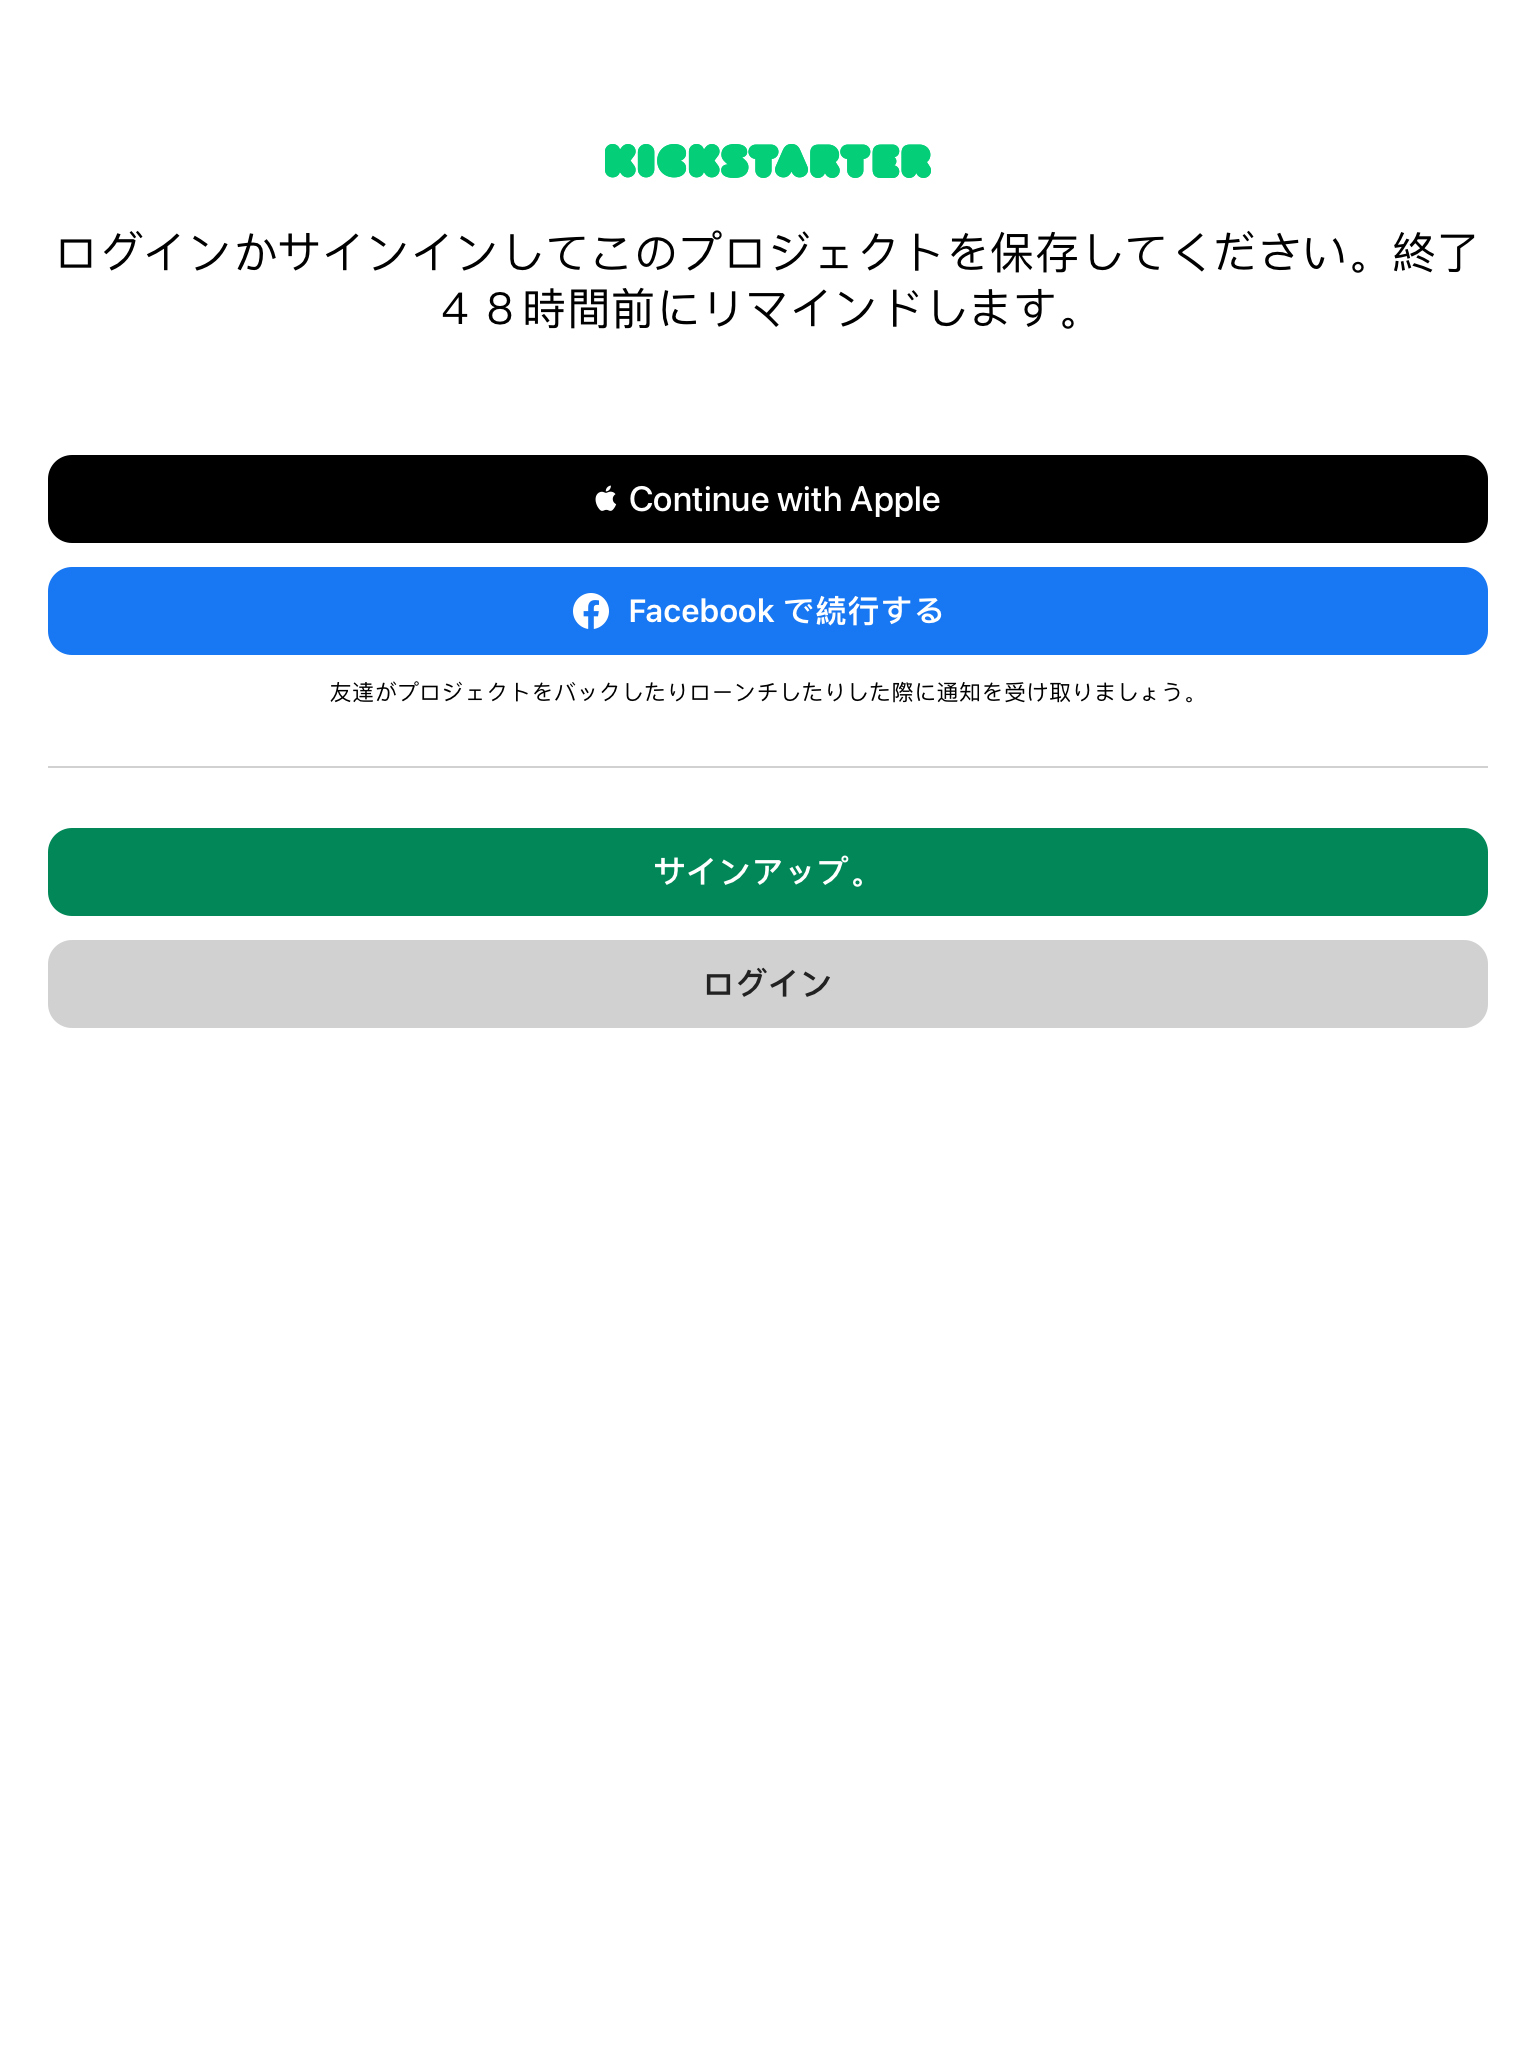 KICKSTARTER
ログインかサインインしてこのプロジェクトを保存してください。終了
４８時間前にリマインドします。
Continue with Apple
Facebook で続行する
友達がプロジェクトをバックしたりローンチしたりした際に通知を受け取りましょう。
サインアップ。
ログイン